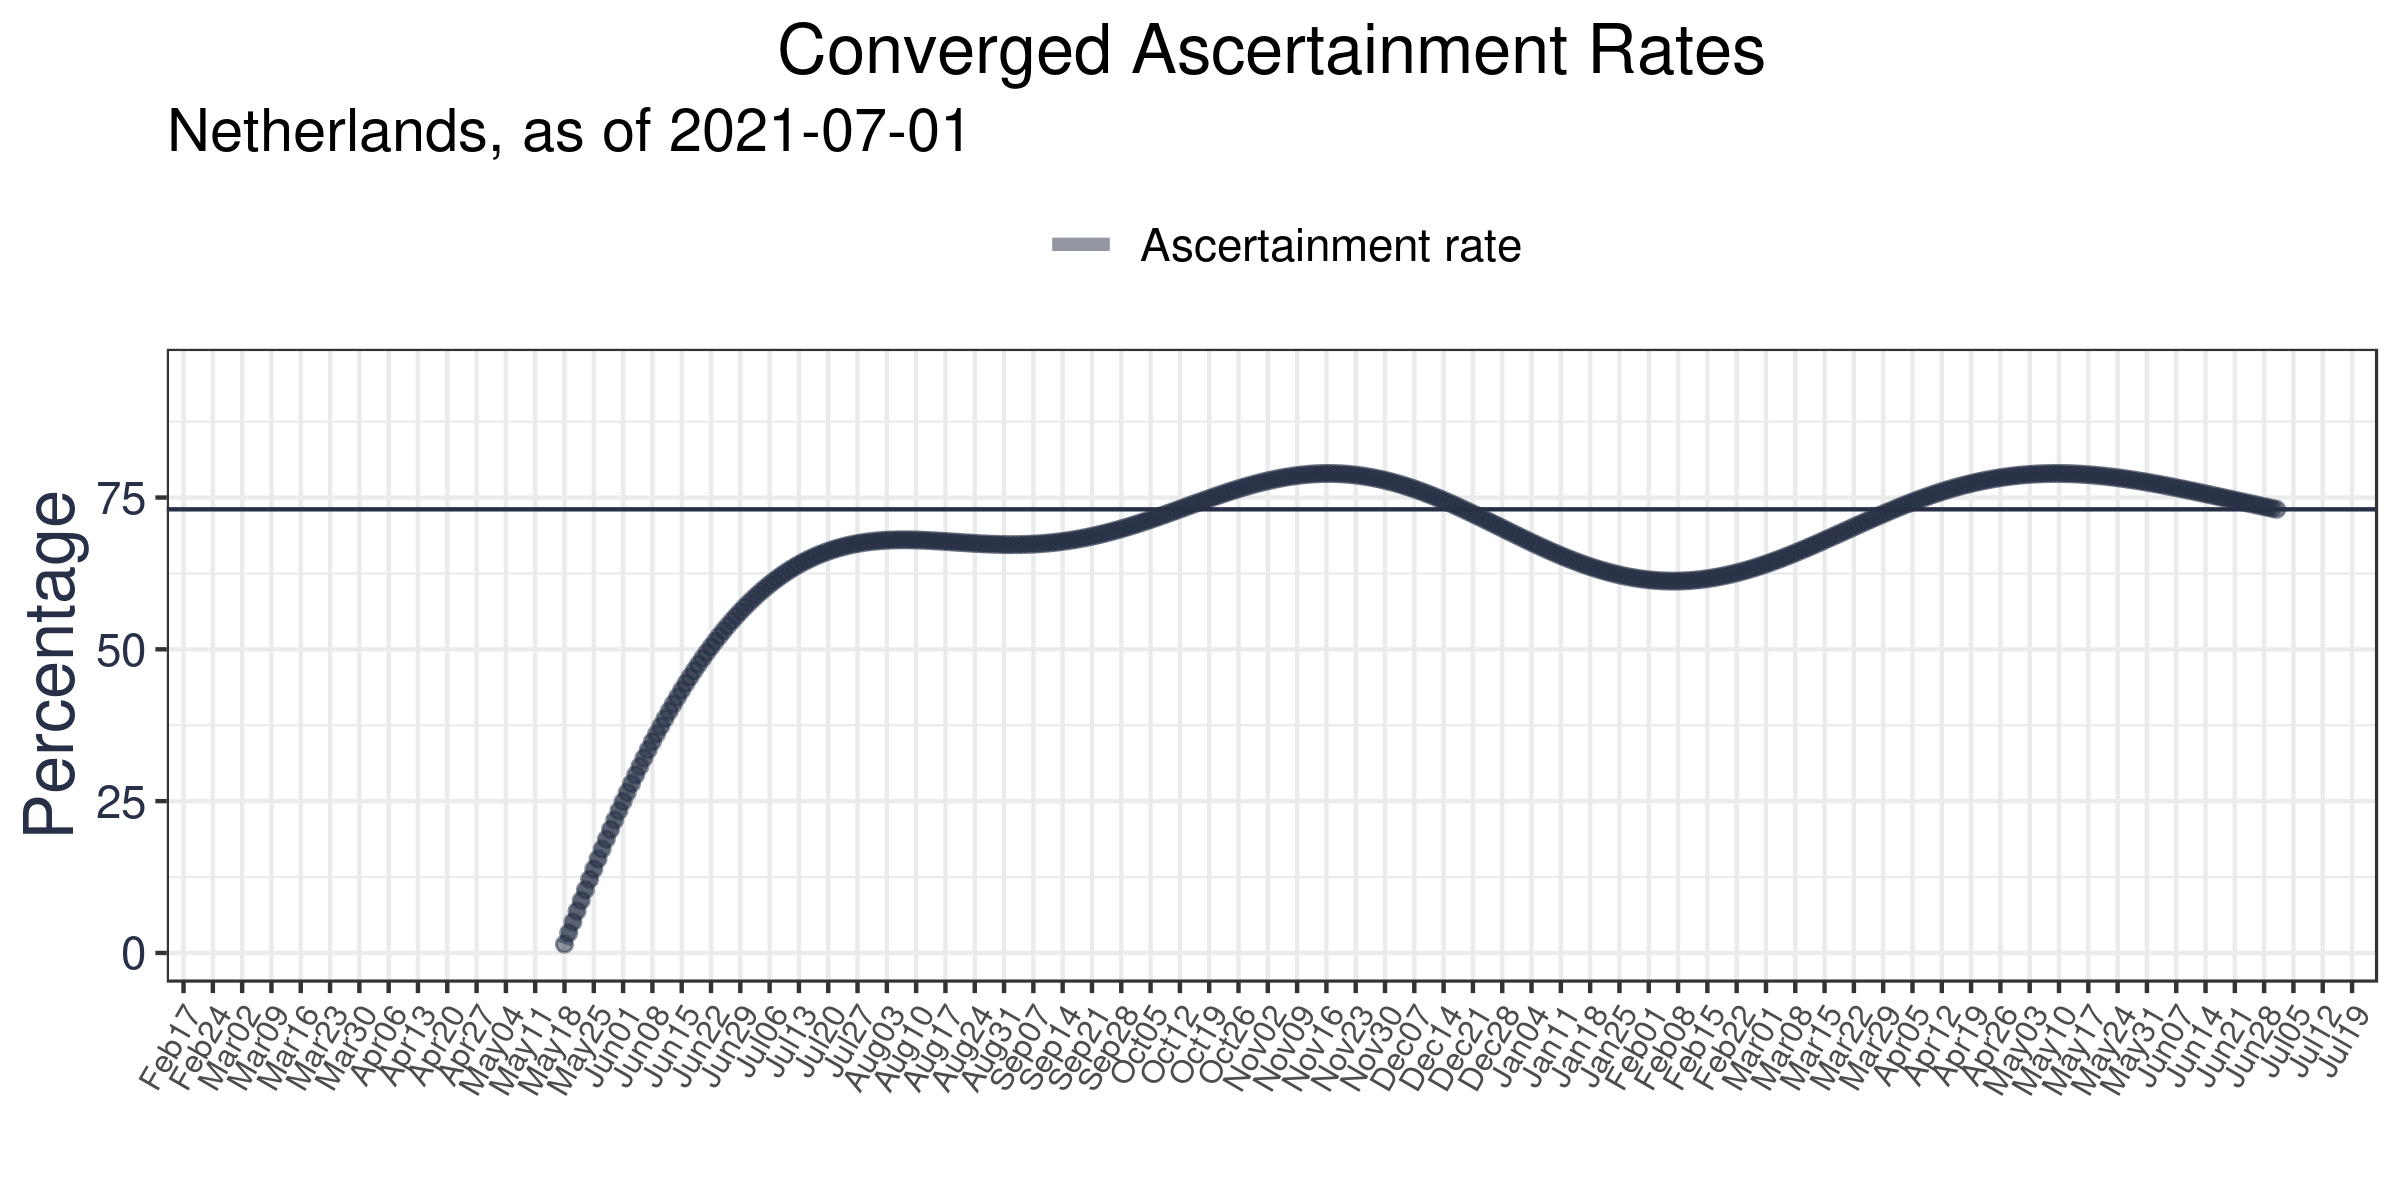 Converged Ascertainment Rates
Netherlands, as of 2021-07-01
Ascertainment rate
Percentage
75
50
25
0
Feb17 Feb24 Mar02 Mar09 Mar16 Mar23 Mar30 Apr06 Apr13 Apr20 Apr27 May04 May11 May18 May25 Jun01 Jun08 Jun15 Jun22 Jun29 Jul06 Jul13 Jul20 Jul27 Aug03 Aug10 Aug17 Aug24 Aug31 Sep07 Sep14 Sep21 Sep28 Oct05 Oct12 Oct19 Oct26 Nov02 Nov09 Nov16 Nov23 Nov30 Dec07 Dec14 Dec21 Dec28 Jan04 Jan11 Jan18 Jan25 Feb01 Feb08 Feb15 Feb22 Mar01 Mar08 Mar15 Mar22 Mar29 Apr05 Apr12 Apr19 Apr26 May03 May10 May17 May24 May31 Jun07 Jun14 Jun21 Jun28 Jul05 Jul12 Jul19